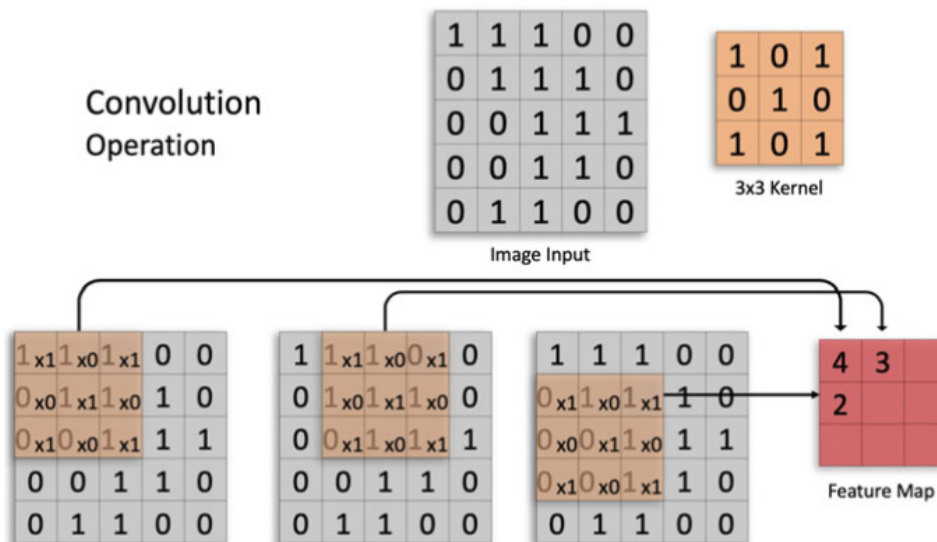 Convolution
Operation
1 1 1 0 0
0 1 1 1 0
0 0 1 1 1
0 0 1 1 0
0 1 1 0 0
Image Input
1 0 1
0 1 0
1 0 1
3x3 Kernel
1x1 1x0 1x1 0 0
0x0 1x1 1x0 1 0
0x1 0x0 1x1 1 1
0 0 1 1 0
0 1 1 0 0
1 1x1 1x0 0x1 0
0 1x0 1x1 1x0 0
0 0x1 1x0 1x1 1
0 0 1 1 0
0 1 1 0 0
1 1 1 0 0
0x1 1x0 1x1 1 0
0x0 0x1 1x0 1 1
0x1 0x0 1x1 1 0
0 1 1 0 0
4 3
2
Feature Map